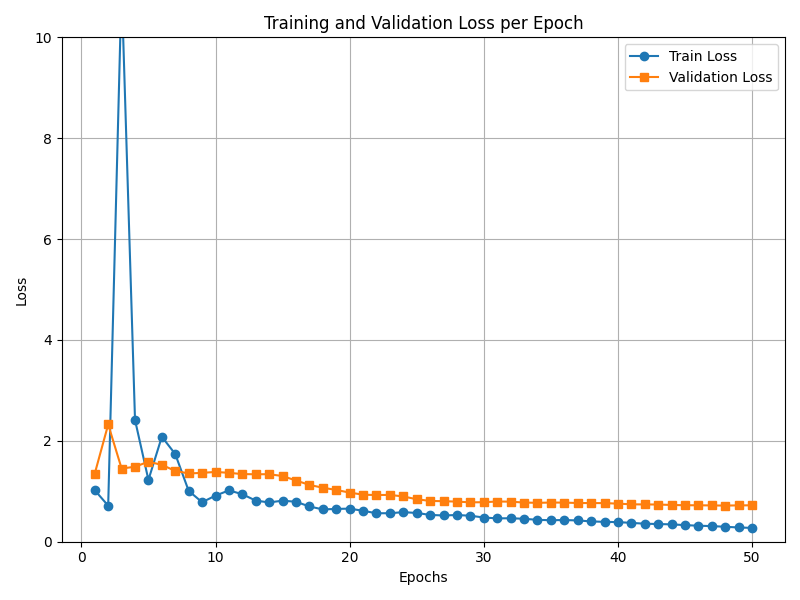 Training and Validation Loss per Epoch
Train Loss
Validation Loss
Loss
10
8
6
4
2
0
0 10 20 30 40 50
Epochs